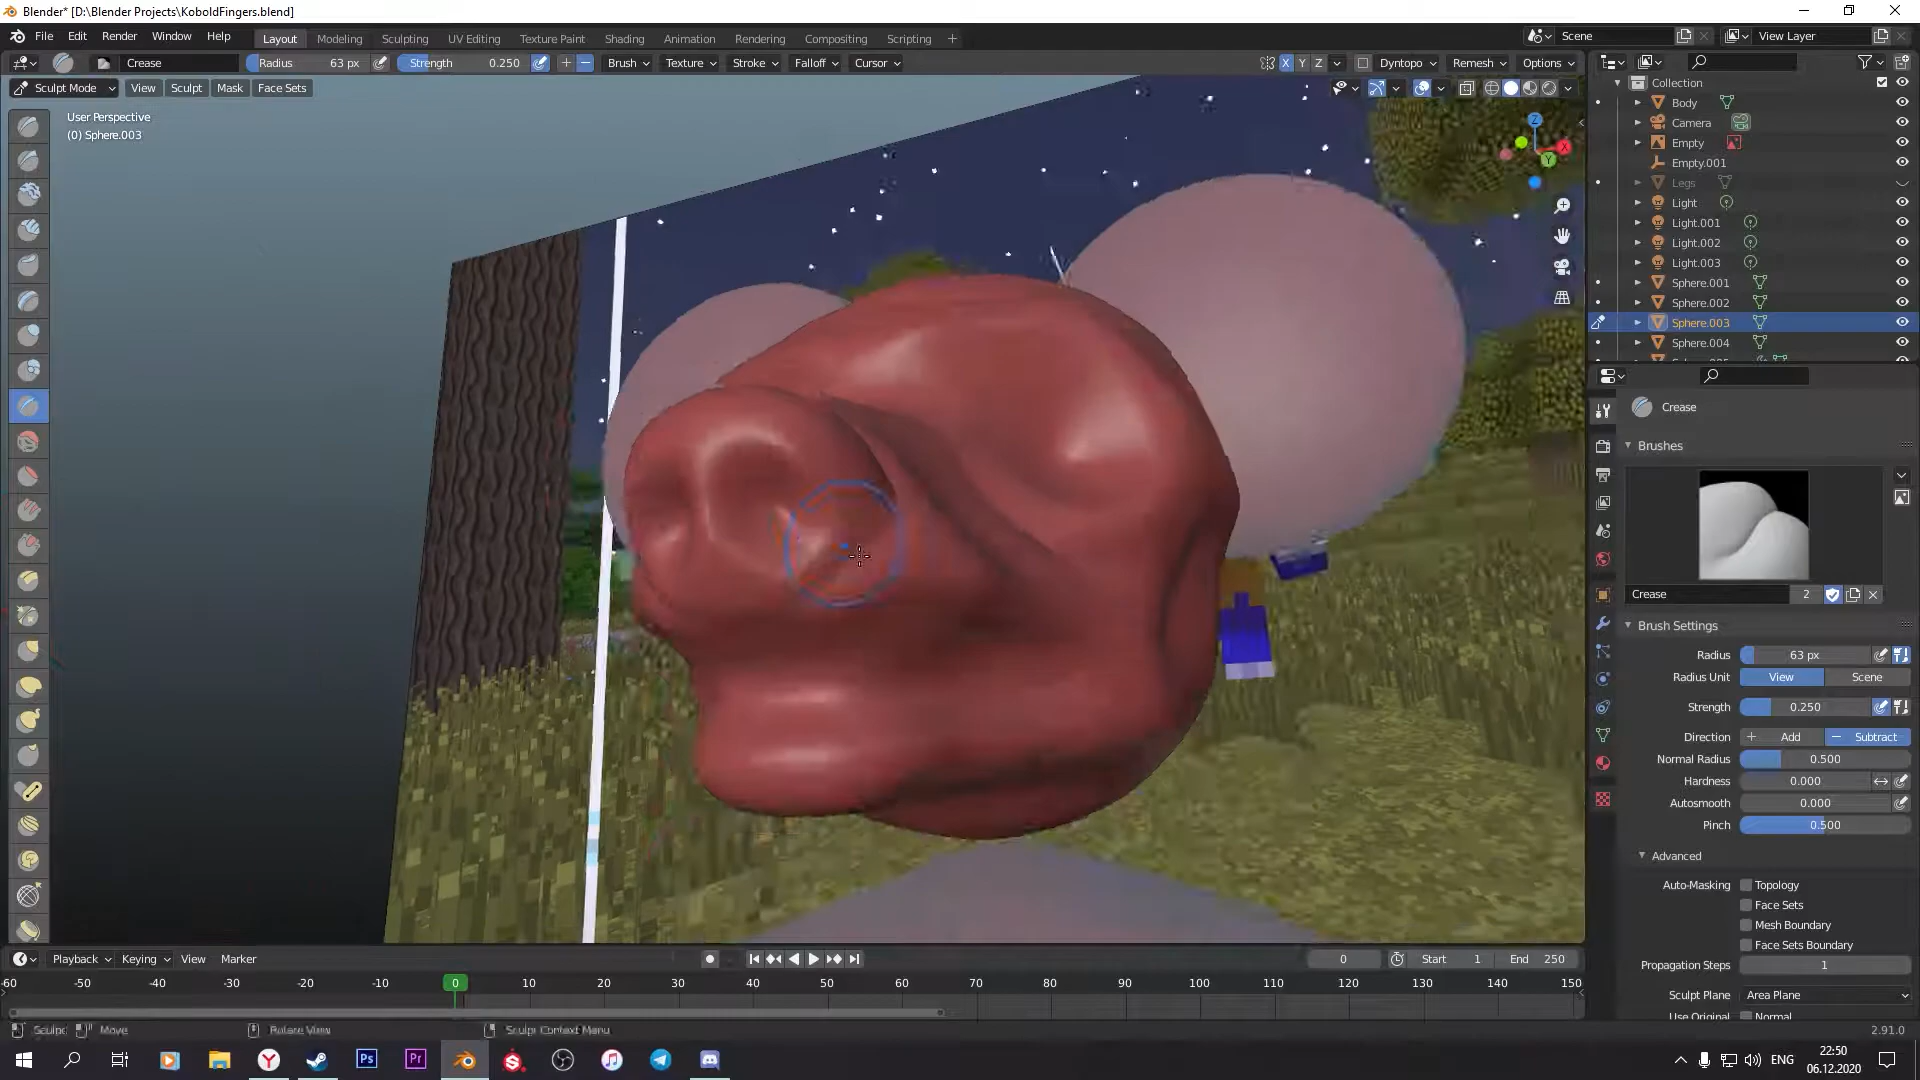 Blender* [D:\Blender Projects\KoboldFingers.blend]
File Edit Render Window Help Layout Modeling Sculpting UV Editing Texture Paint Shading Animation Rendering Compositing Scripting + Scene View Layer
Crease Radius 63 px Strength 0.250 + − Brush Texture Stroke Falloff Cursor X Y Z Dyntopo Remesh Options
Sculpt Mode View Sculpt Mask Face Sets
User Perspective
(0) Sphere.003
Z
X
Y
Collection
Body
Camera
Empty
Empty.001
Legs
Light
Light.001
Light.002
Light.003
Sphere.001
Sphere.002
Sphere.003
Sphere.004
Crease
Brushes
Crease 2
Brush Settings
Radius 63 px
Radius Unit View Scene
Strength 0.250
Direction + Add − Subtract
Normal Radius 0.500
Hardness 0.000
Autosmooth 0.000
Pinch 0.500
Advanced
Auto-Masking Topology
Face Sets
Mesh Boundary
Face Sets Boundary
Propagation Steps 1
Sculpt Plane Area Plane
Use Original Normal
Playback Keying View Marker 0 Start 1 End 250
-60 -50 -40 -30 -20 -10 0 10 20 30 40 50 60 70 80 90 100 110 120 130 140 150
Sculpt Move Rotate View Sculpt Context Menu 2.91.0
Y Ps Pr S ENG 22:50
06.12.2020